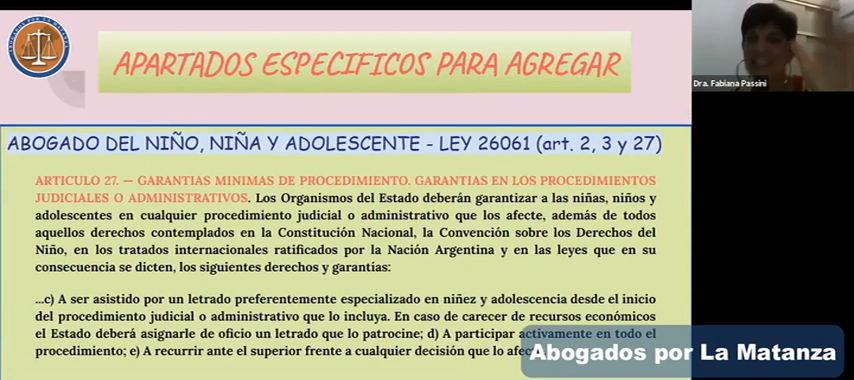 APARTADOS ESPECIFICOS PARA AGREGAR
Dra. Fabiana Passini
ABOGADO DEL NIÑO, NIÑA Y ADOLESCENTE - LEY 26061 (art. 2, 3 y 27)
ARTICULO 27. — GARANTIAS MINIMAS DE PROCEDIMIENTO. GARANTIAS EN LOS PROCEDIMIENTOS
JUDICIALES O ADMINISTRATIVOS. Los Organismos del Estado deberán garantizar a las niñas, niños y
adolescentes en cualquier procedimiento judicial o administrativo que los afecte, además de todos
aquellos derechos contemplados en la Constitución Nacional, la Convención sobre los Derechos del
Niño, en los tratados internacionales ratificados por la Nación Argentina y en las leyes que en su
consecuencia se dicten, los siguientes derechos y garantías:
...c) A ser asistido por un letrado preferentemente especializado en niñez y adolescencia desde el inicio
del procedimiento judicial o administrativo que lo incluya. En caso de carecer de recursos económicos
el Estado deberá asignarle de oficio un letrado que lo patrocine; d) A participar activamente en todo el
procedimiento; e) A recurrir ante el superior frente a cualquier decisión que lo
Abogados por La Matanza